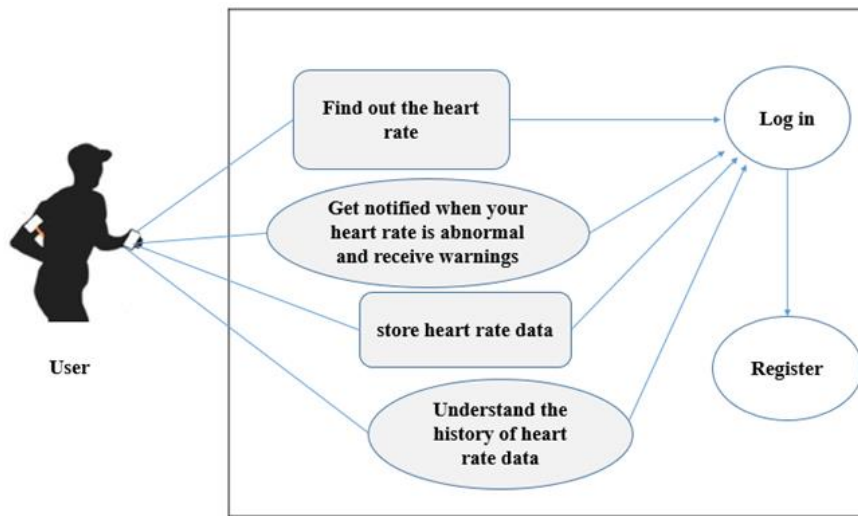 Find out the heart
rate
Log in
Get notified when your
heart rate is abnormal
and receive warnings
store heart rate data
User
Register
Understand the
history of heart
rate data